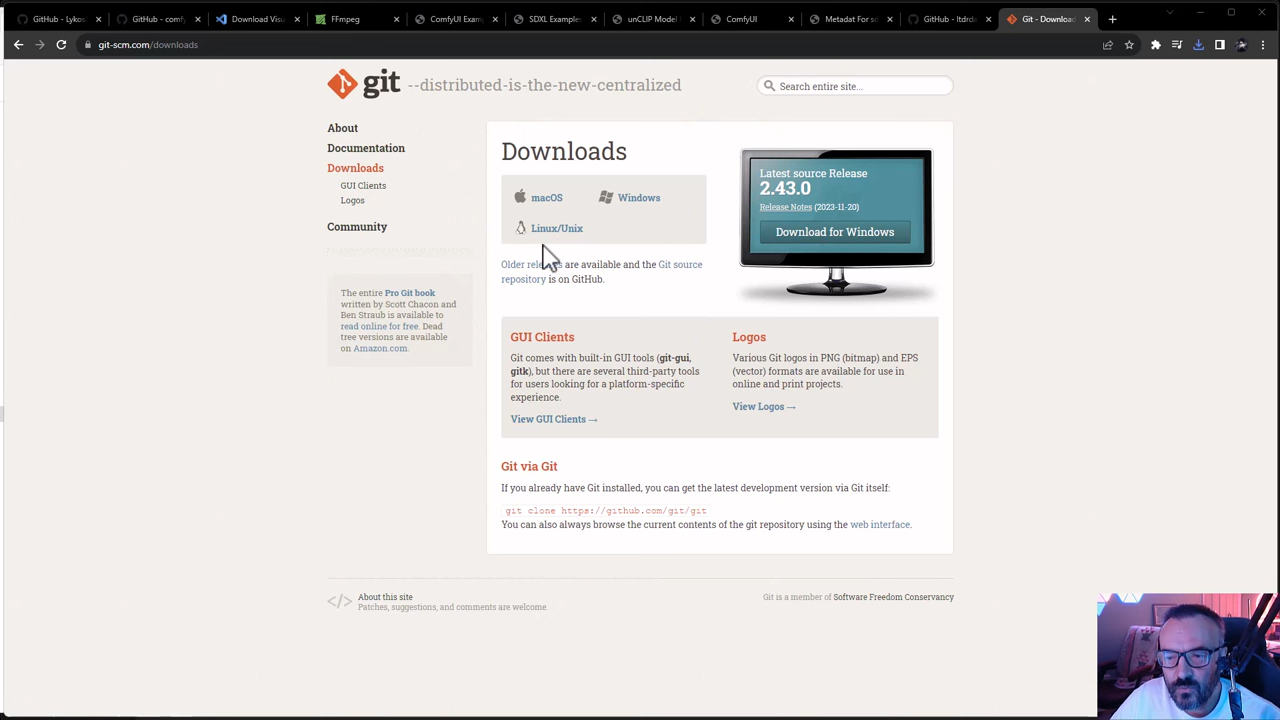 GitHub - Lykos
GitHub - comfy
Download Visu
FFmpeg
ComfyUI Exam
SDXL Examples
unCLIP Model
ComfyUI
Metadat For so
GitHub - ltdrda
Git - Downloads
git-scm.com/downloads
git --distributed-is-the-new-centralized
Search entire site...
About
Documentation
Downloads
GUI Clients
Logos
Community
The entire Pro Git book
written by Scott Chacon and
Ben Straub is available to
read online for free. Dead
tree versions are available
on Amazon.com.
Downloads
macOS
Windows
Linux/Unix
Older releases are available and the Git source
repository is on GitHub.
Latest source Release
2.43.0
Release Notes (2023-11-20)
Download for Windows
GUI Clients
Git comes with built-in GUI tools (git-gui,
gitk), but there are several third-party tools
for users looking for a platform-specific
experience.
View GUI Clients →
Logos
Various Git logos in PNG (bitmap) and EPS
(vector) formats are available for use in
online and print projects.
View Logos →
Git via Git
If you already have Git installed, you can get the latest development version via Git itself:
git clone https://github.com/git/git
You can also always browse the current contents of the git repository using the web interface.
</> About this site
Patches, suggestions, and comments are welcome.
Git is a member of Software Freedom Conservancy